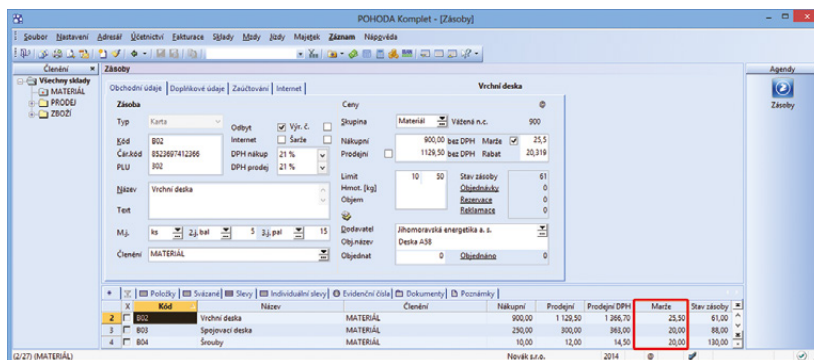 POHODA Komplet - [Zásoby]
Soubor Nastavení Adresář Účetnictví Fakturace Sklady Mzdy Jízdy Majetek Záznam Nápověda
Členění × Zásoby Agendy
Všechny sklady
MATERIÁL
PRODEJ
ZBOŽÍ
Zásoby
Obchodní údaje Doplňkové údaje Zaúčtování Internet Vrchní deska
Zásoba Ceny
Typ Karta Odbyt Výr. č. Skupina Materiál Vážená n.c. 900
Kód B02 Internet Šarže Nákupní 900,00 bez DPH Marže 25,5
Čár.kód 8523697412366 DPH nákup 21 % Prodejní 1129,50 bez DPH Rabat 20,319
PLU 302 DPH prodej 21 %
Limit 10 50 Stav zásoby 61
Název Vrchní deska Hmot. [kg] Objednávky 0
Objem Rezervace 0
Text Reklamace 0
M.j. ks 2.j. bal 5 3.j. pal 15 Dodavatel Jihomoravská energetika a. s.
Obj.název Deska A38
Členění MATERIÁL Objednat 0 Objednáno 0
Položky Svázané Slevy Individuální slevy Evidenční čísla Dokumenty Poznámky
X Kód Název Členění Nákupní Prodejní Prodejní DPH Marže Stav zásoby
2 B02 Vrchní deska MATERIÁL 900,00 1 129,50 1 366,70 25,50 61,00
3 B03 Spojovací deska MATERIÁL 250,00 300,00 363,00 20,00 88,00
4 B04 Šrouby MATERIÁL 10,00 12,00 14,50 20,00 130,00
(2/27) (MATERIÁL) Novák s.r.o. 2014 @